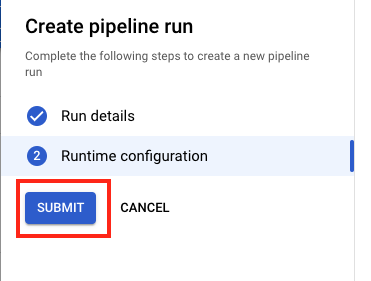 Create pipeline run
Complete the following steps to create a new pipeline
run
Run details
2 Runtime configuration
SUBMIT CANCEL